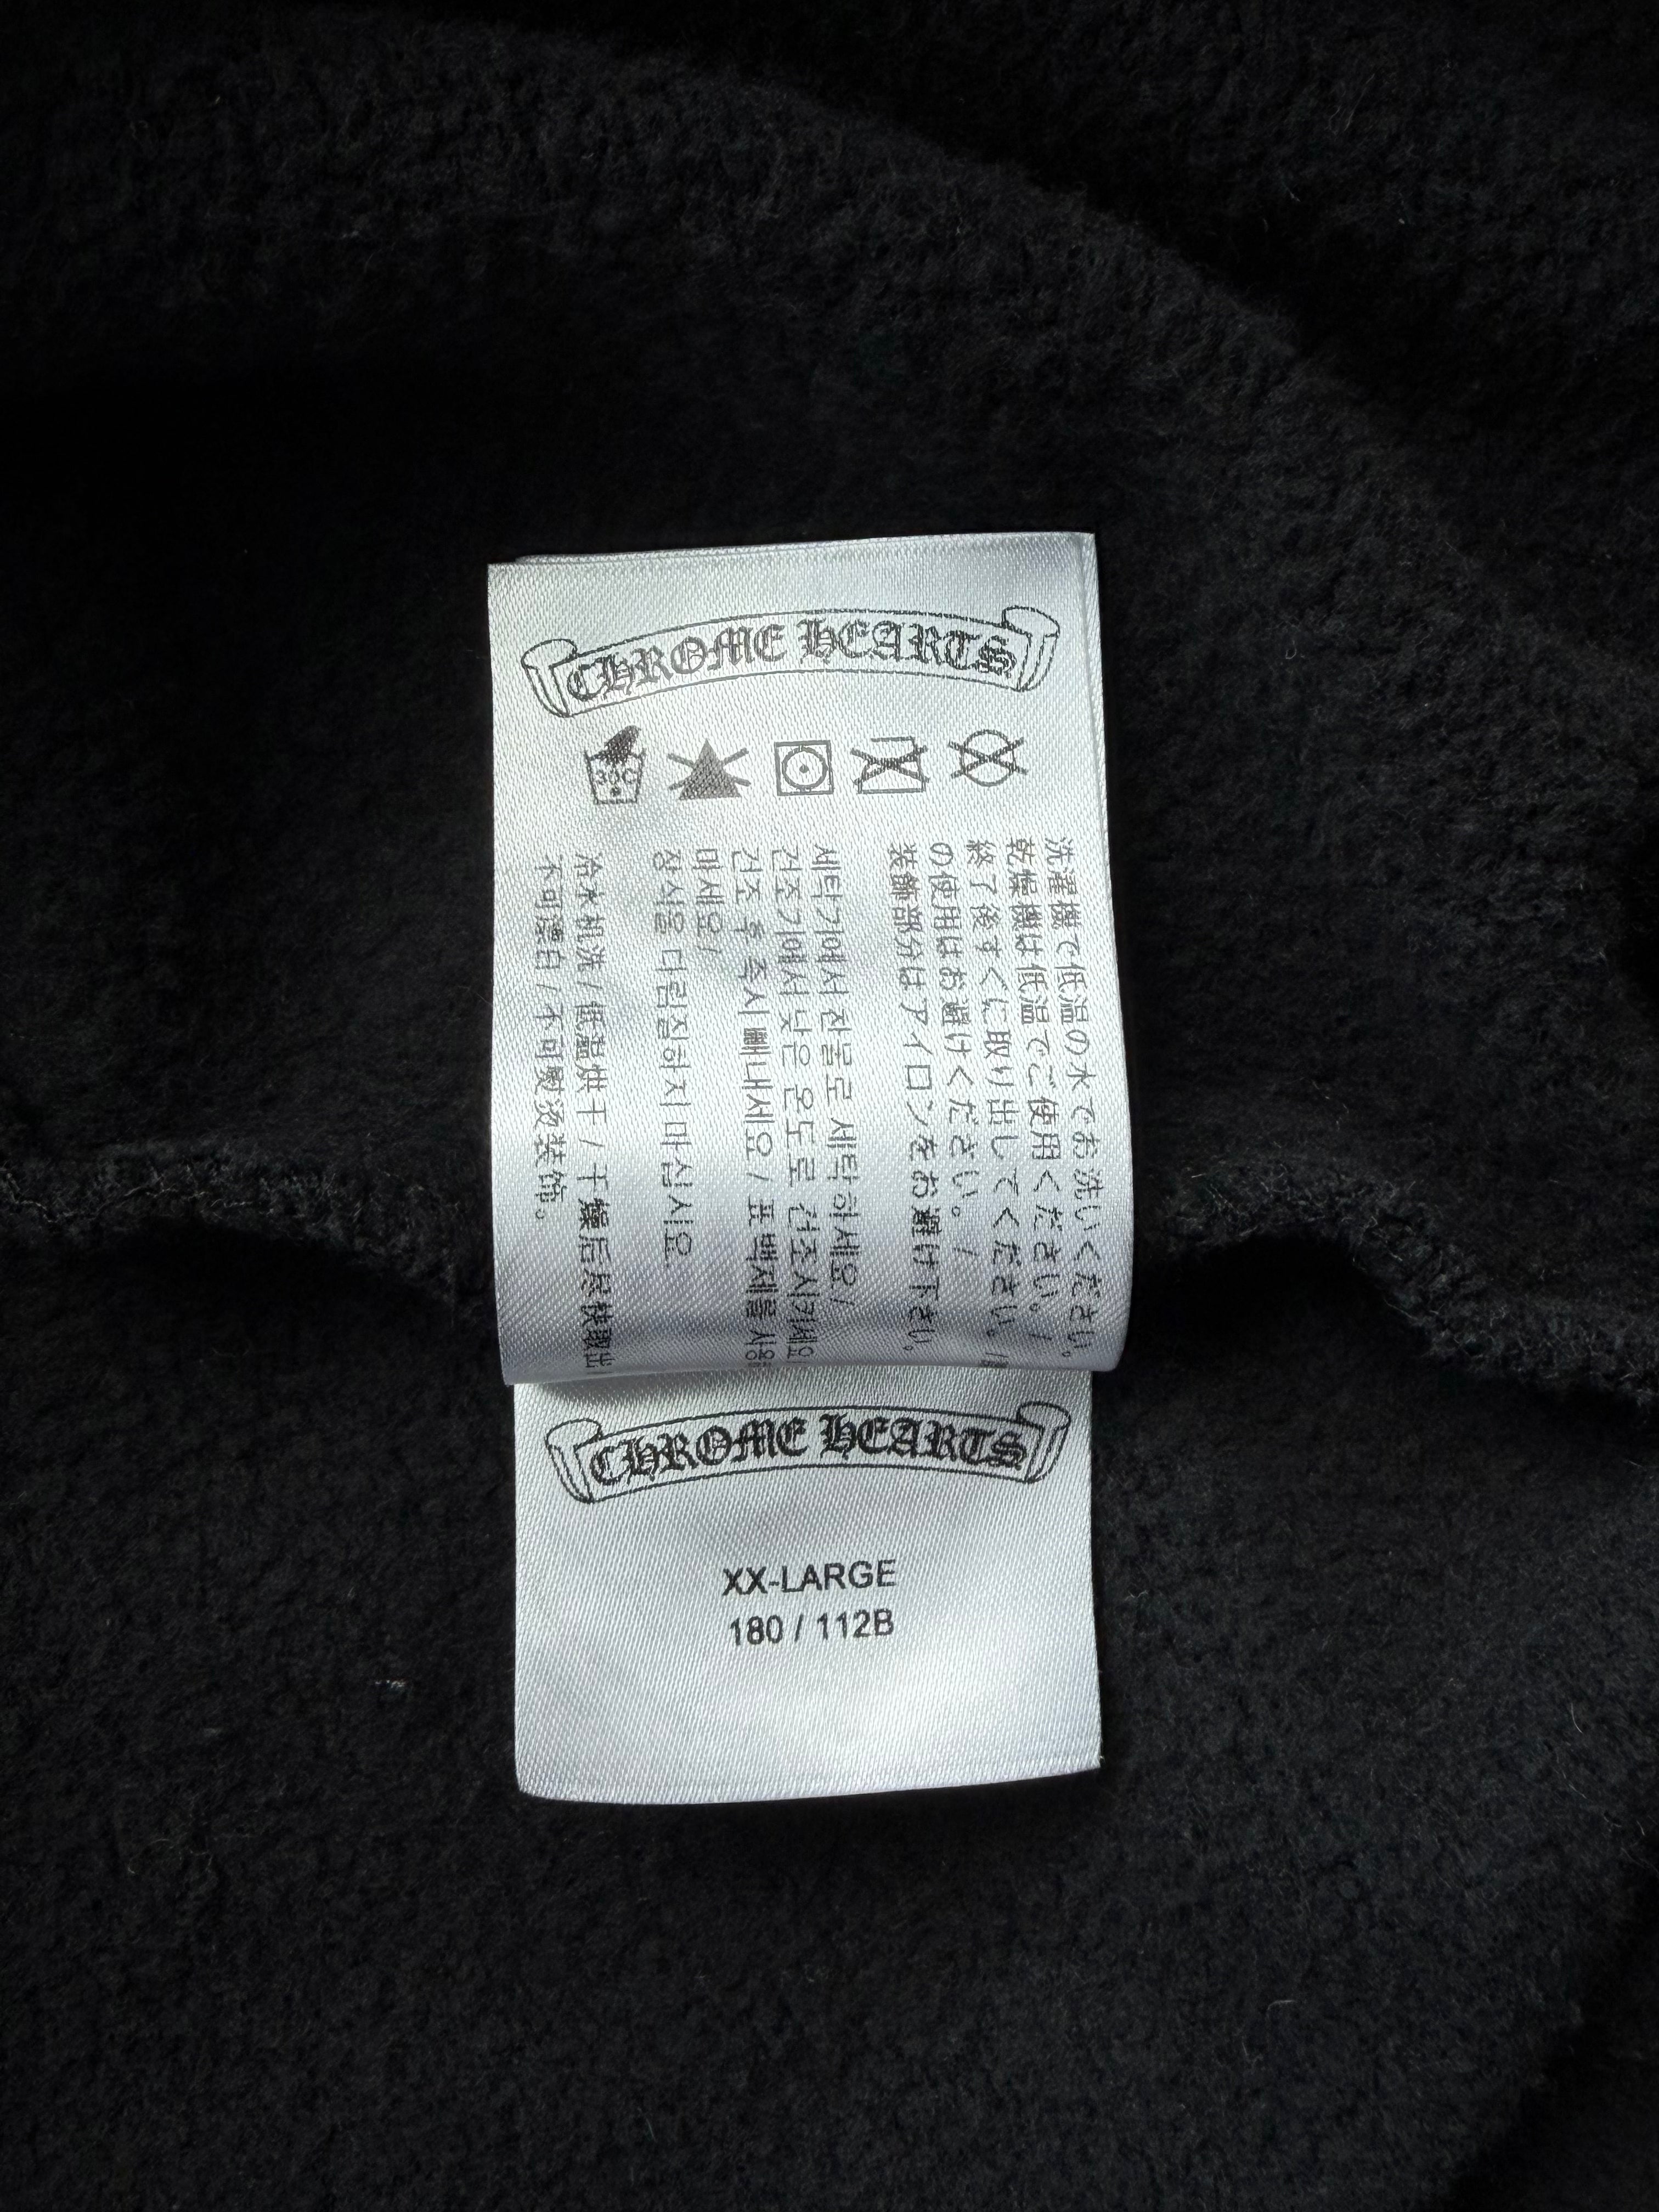 CHROME HEARTS
30C
洗濯機で低温の水でお洗いください。/
乾燥機は低温でご使用ください。/
終了後すぐに取り出してください。/
の使用はお避けください。/
装飾部分はアイロンをお避け下さい。
세탁기에서 찬물로 세탁하세요/
건조기에서 낮은 온도로 건조시키세요
건조 후 즉시 빼내세요 / 표백제를 사용
마세요/
장식을 다림질하지 마십시요.
冷水机洗 / 低温烘干 / 干燥后尽快取出
不可漂白 / 不可熨烫装饰。
CHROME HEARTS
XX-LARGE
180 / 112B